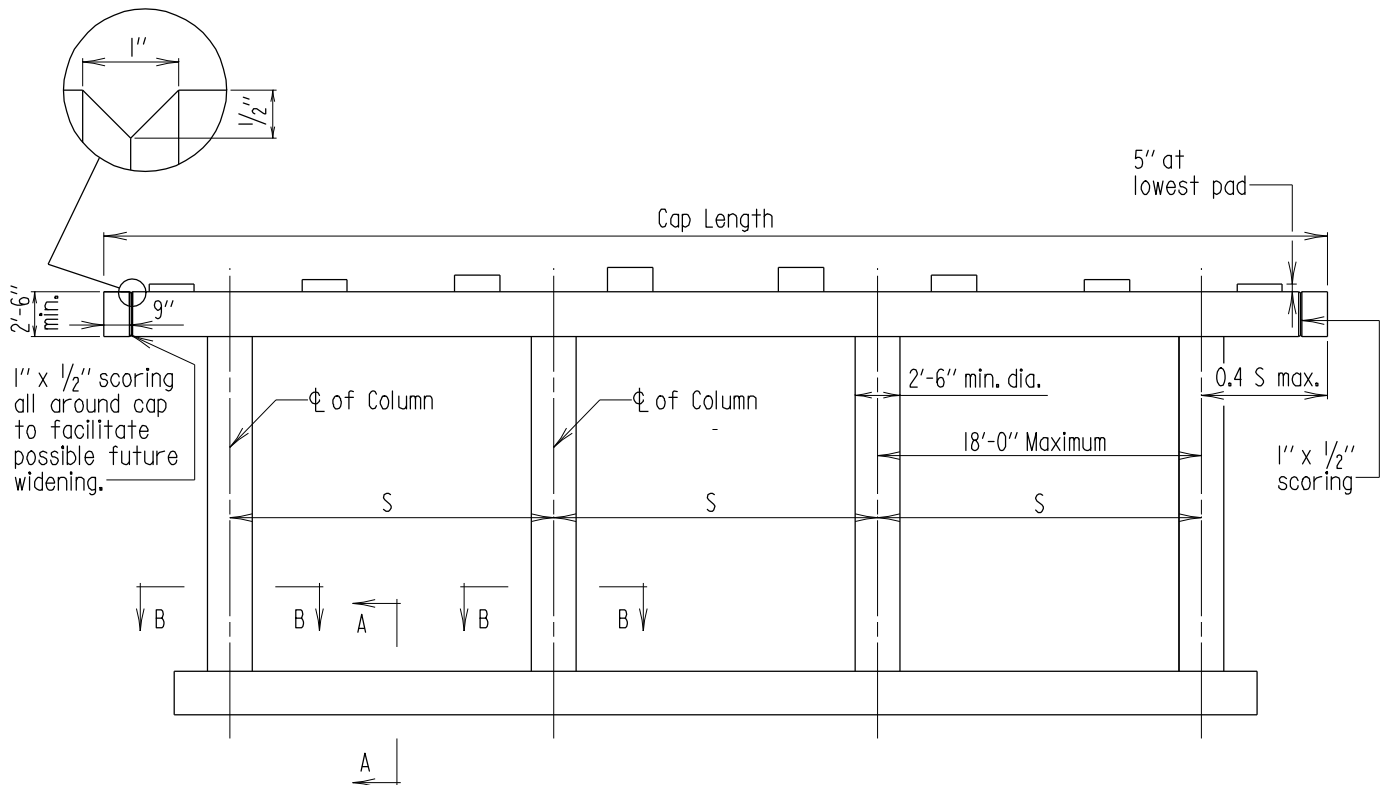 1"
1/2"
5" at
lowest pad
Cap Length
2'-6"
min.
9"
1" x 1/2" scoring
all around cap
to facilitate
possible future
widening.
℄ of Column
℄ of Column
2'-6" min. dia.
0.4 S max.
18'-0" Maximum
1" x 1/2"
scoring
S
S
S
B
B
A
B
B
A